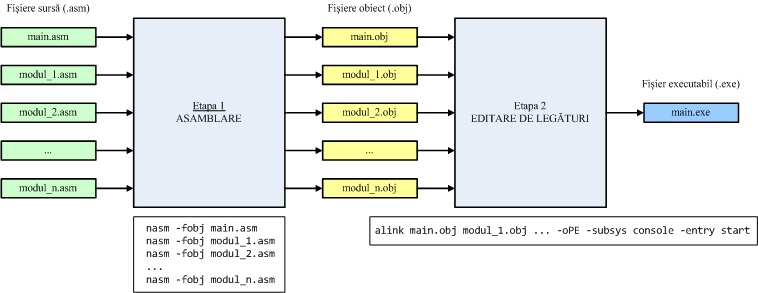 Fișiere sursă (.asm)
main.asm
modul_1.asm
modul_2.asm
...
modul_n.asm
Etapa 1
ASAMBLARE
nasm -fobj main.asm
nasm -fobj modul_1.asm
nasm -fobj modul_2.asm
...
nasm -fobj modul_n.asm
Fișiere obiect (.obj)
main.obj
modul_1.obj
modul_2.obj
...
modul_n.obj
Etapa 2
EDITARE DE LEGĂTURI
alink main.obj modul_1.obj ... -oPE -subsys console -entry start
Fișier executabil (.exe)
main.exe